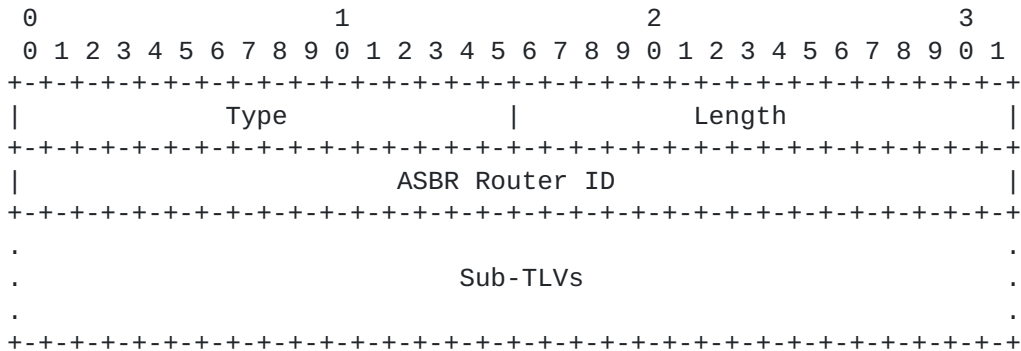 0                   1                   2                   3
 0 1 2 3 4 5 6 7 8 9 0 1 2 3 4 5 6 7 8 9 0 1 2 3 4 5 6 7 8 9 0 1
+-+-+-+-+-+-+-+-+-+-+-+-+-+-+-+-+-+-+-+-+-+-+-+-+-+-+-+-+-+-+-+-+
|             Type              |           Length              |
+-+-+-+-+-+-+-+-+-+-+-+-+-+-+-+-+-+-+-+-+-+-+-+-+-+-+-+-+-+-+-+-+
|                        ASBR Router ID                         |
+-+-+-+-+-+-+-+-+-+-+-+-+-+-+-+-+-+-+-+-+-+-+-+-+-+-+-+-+-+-+-+-+
.                                                               .
.                            Sub-TLVs                           .
.                                                               .
+-+-+-+-+-+-+-+-+-+-+-+-+-+-+-+-+-+-+-+-+-+-+-+-+-+-+-+-+-+-+-+-+